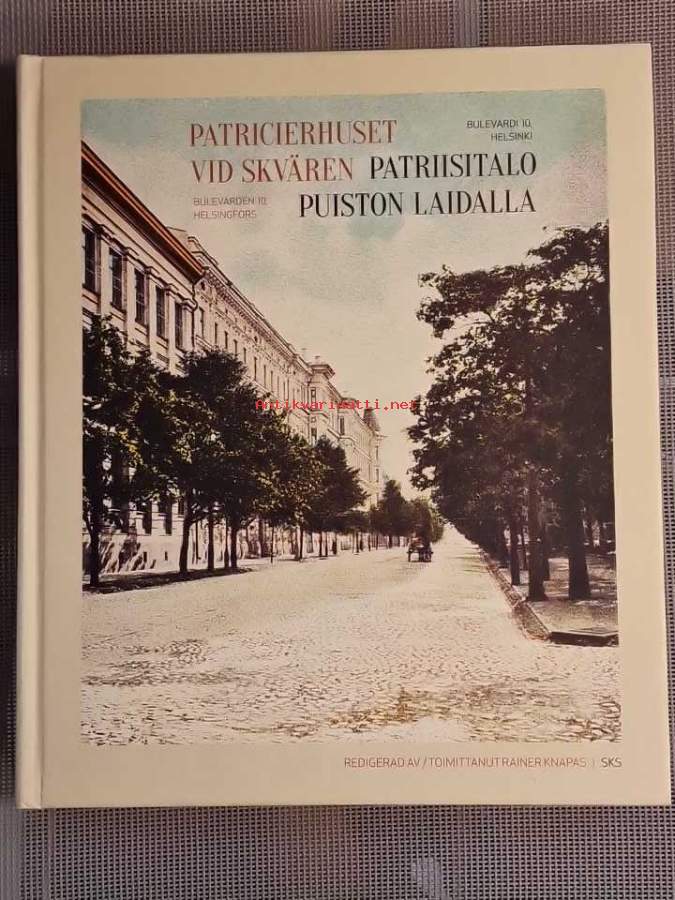 PATRICIERHUSET
VID SKVÄREN PATRIISITALO
PUISTON LAIDALLA
BULEVARDI 10,
HELSINKI
BULEVARDEN 10,
HELSINGFORS
Antikvariaatti.net
REDIGERAD AV / TOIMITTANUT RAINER KNAPAS | SKS